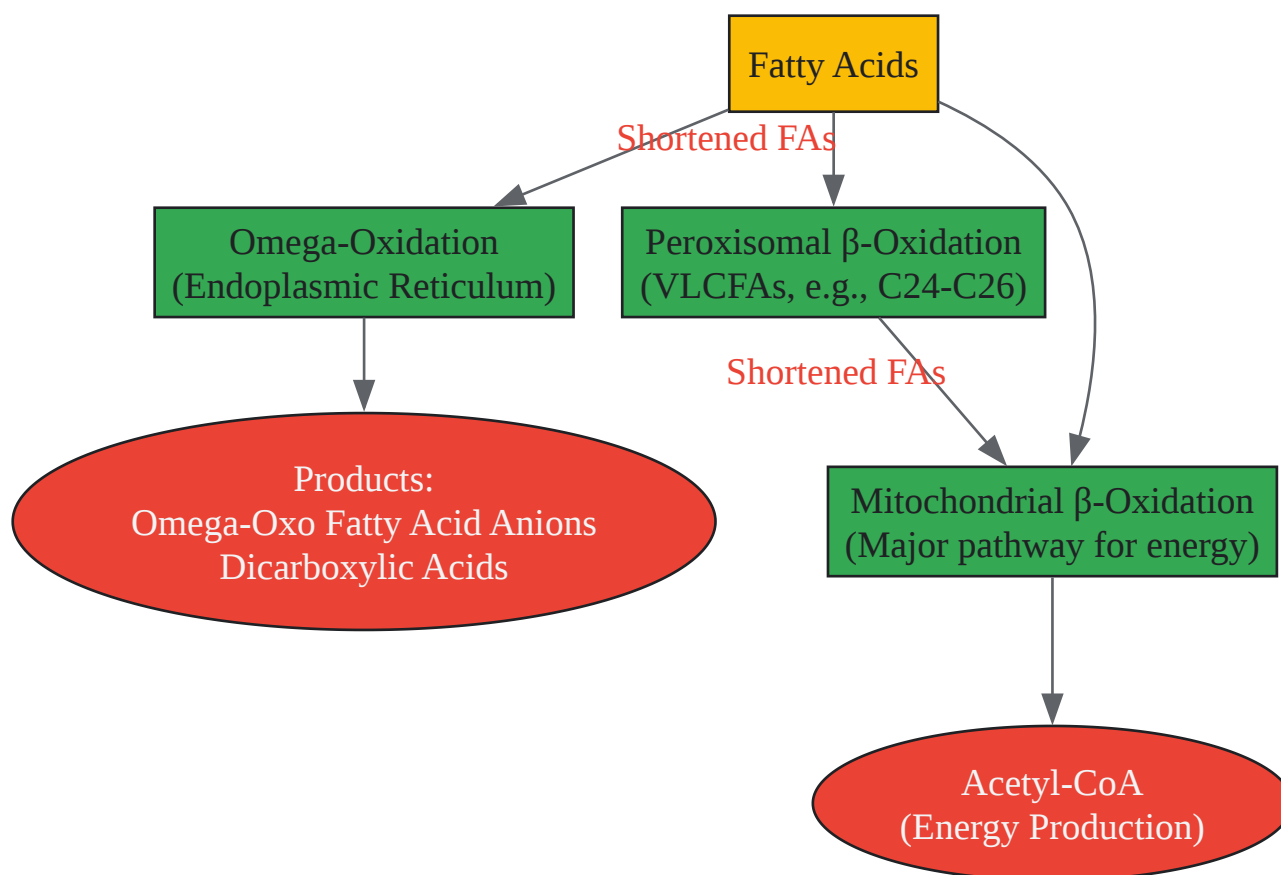 Fatty Acids
Shortened FAs
Omega-Oxidation
(Endoplasmic Reticulum)
Peroxisomal β-Oxidation
(VLCFAs, e.g., C24-C26)
Shortened FAs
Products:
Omega-Oxo Fatty Acid Anions
Dicarboxylic Acids
Mitochondrial β-Oxidation
(Major pathway for energy)
Acetyl-CoA
(Energy Production)